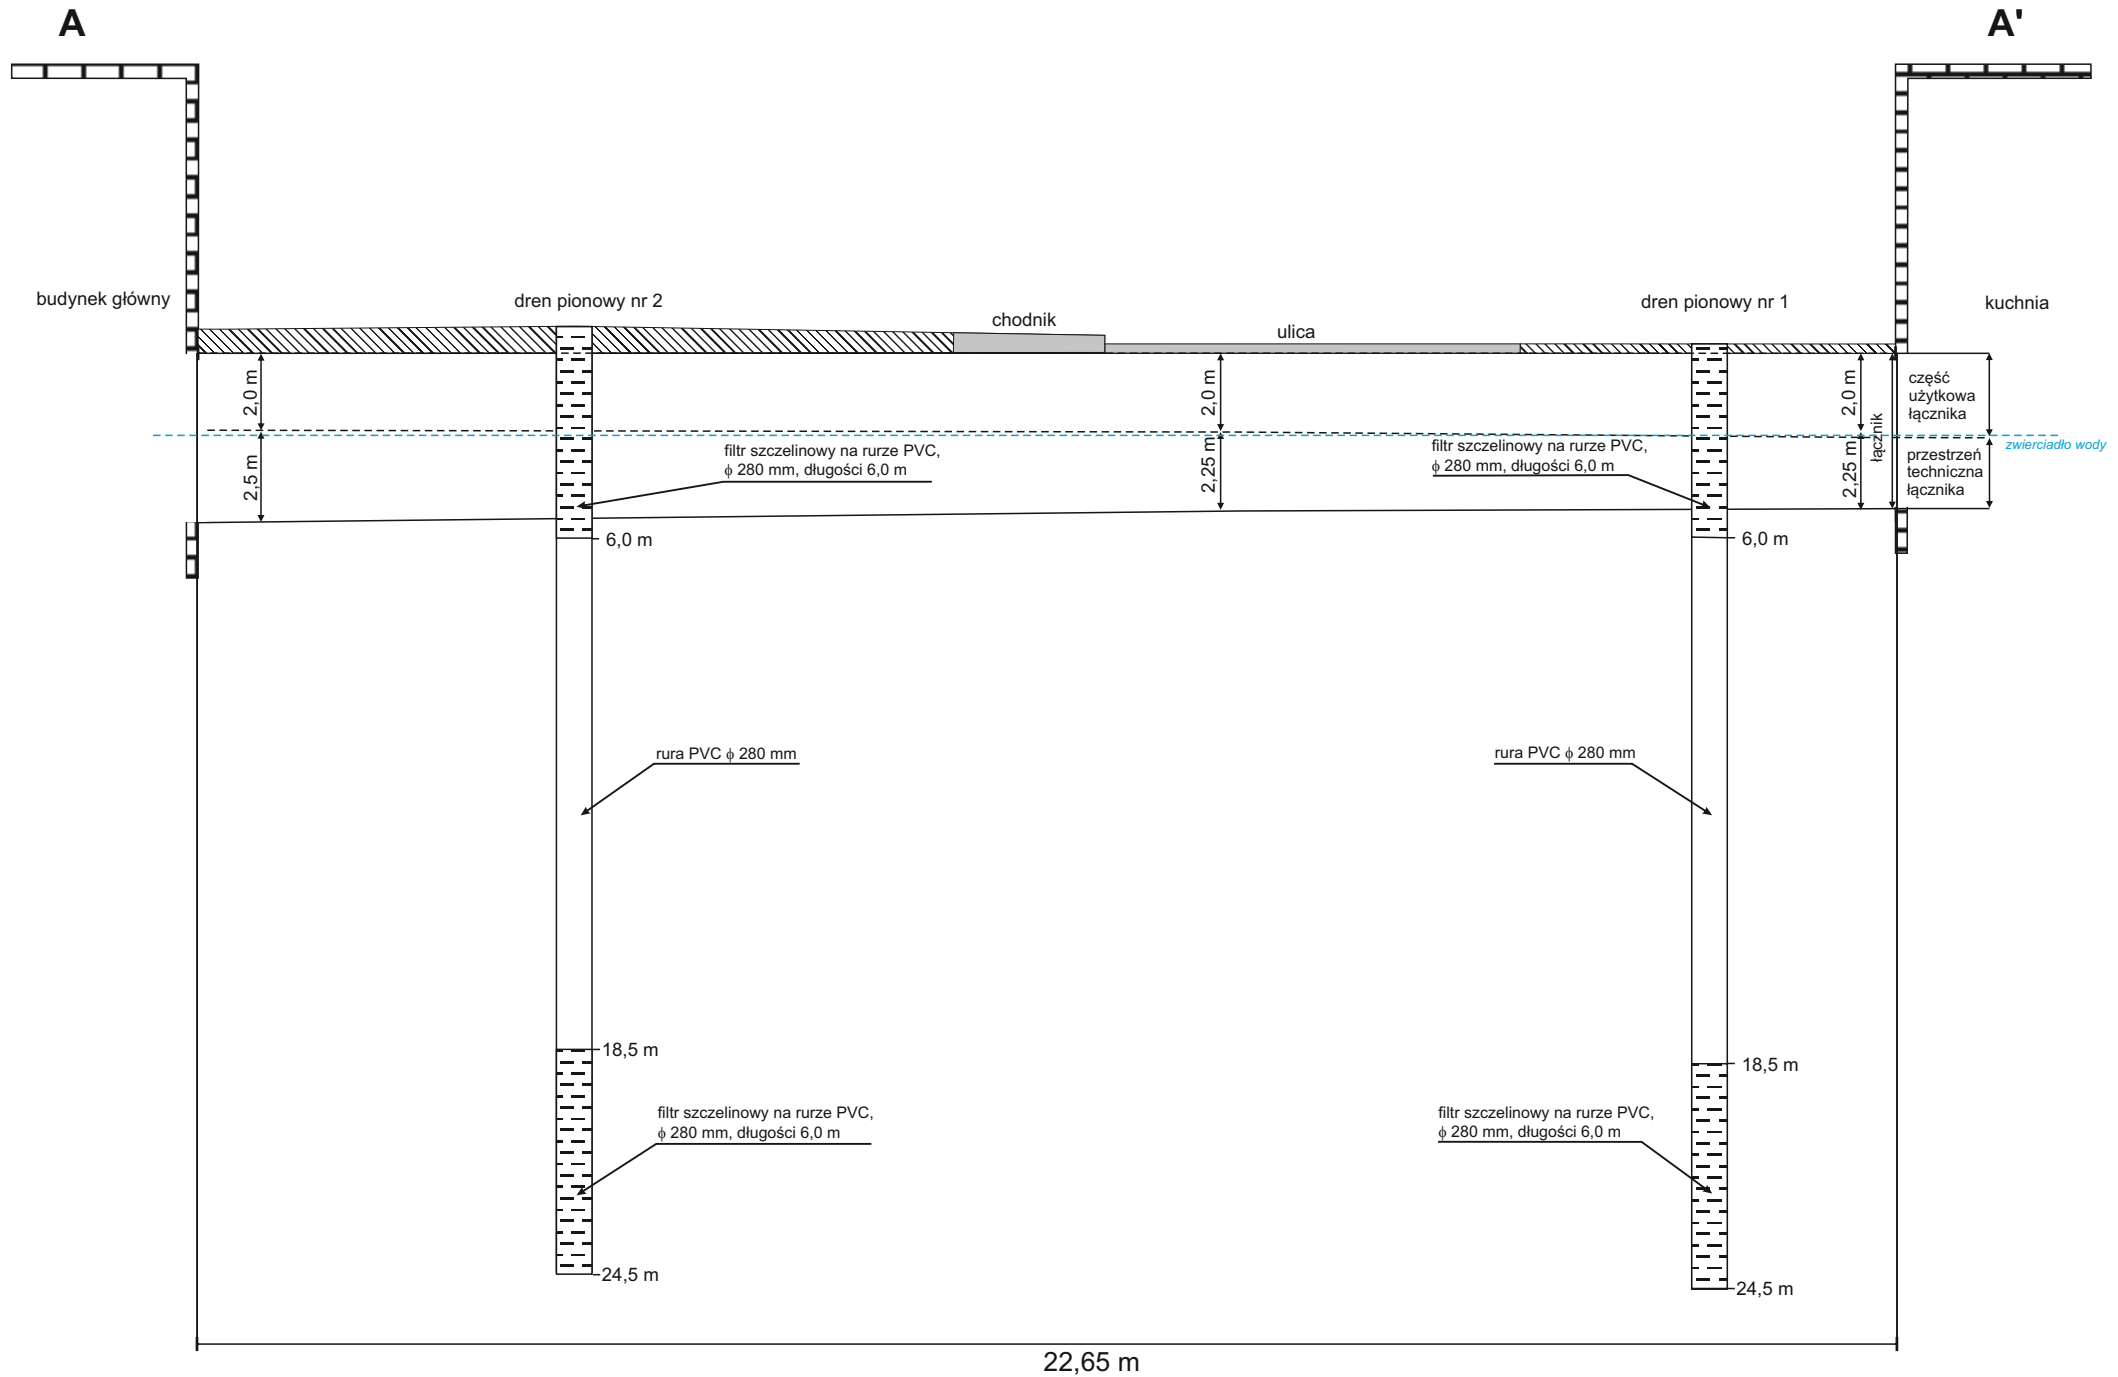 A
A'
budynek główny
dren pionowy nr 2
chodnik
ulica
dren pionowy nr 1
kuchnia
2,0 m
2,5 m
filtr szczelinowy na rurze PVC,
ϕ 280 mm, długości 6,0 m
2,0 m
2,25 m
filtr szczelinowy na rurze PVC,
ϕ 280 mm, długości 6,0 m
2,0 m
2,25 m
łącznik
część
użytkowa
łącznika
zwierciadło wody
przestrzeń
techniczna
łącznika
6,0 m
6,0 m
rura PVC ϕ 280 mm
rura PVC ϕ 280 mm
18,5 m
18,5 m
filtr szczelinowy na rurze PVC,
ϕ 280 mm, długości 6,0 m
filtr szczelinowy na rurze PVC,
ϕ 280 mm, długości 6,0 m
24,5 m
24,5 m
22,65 m